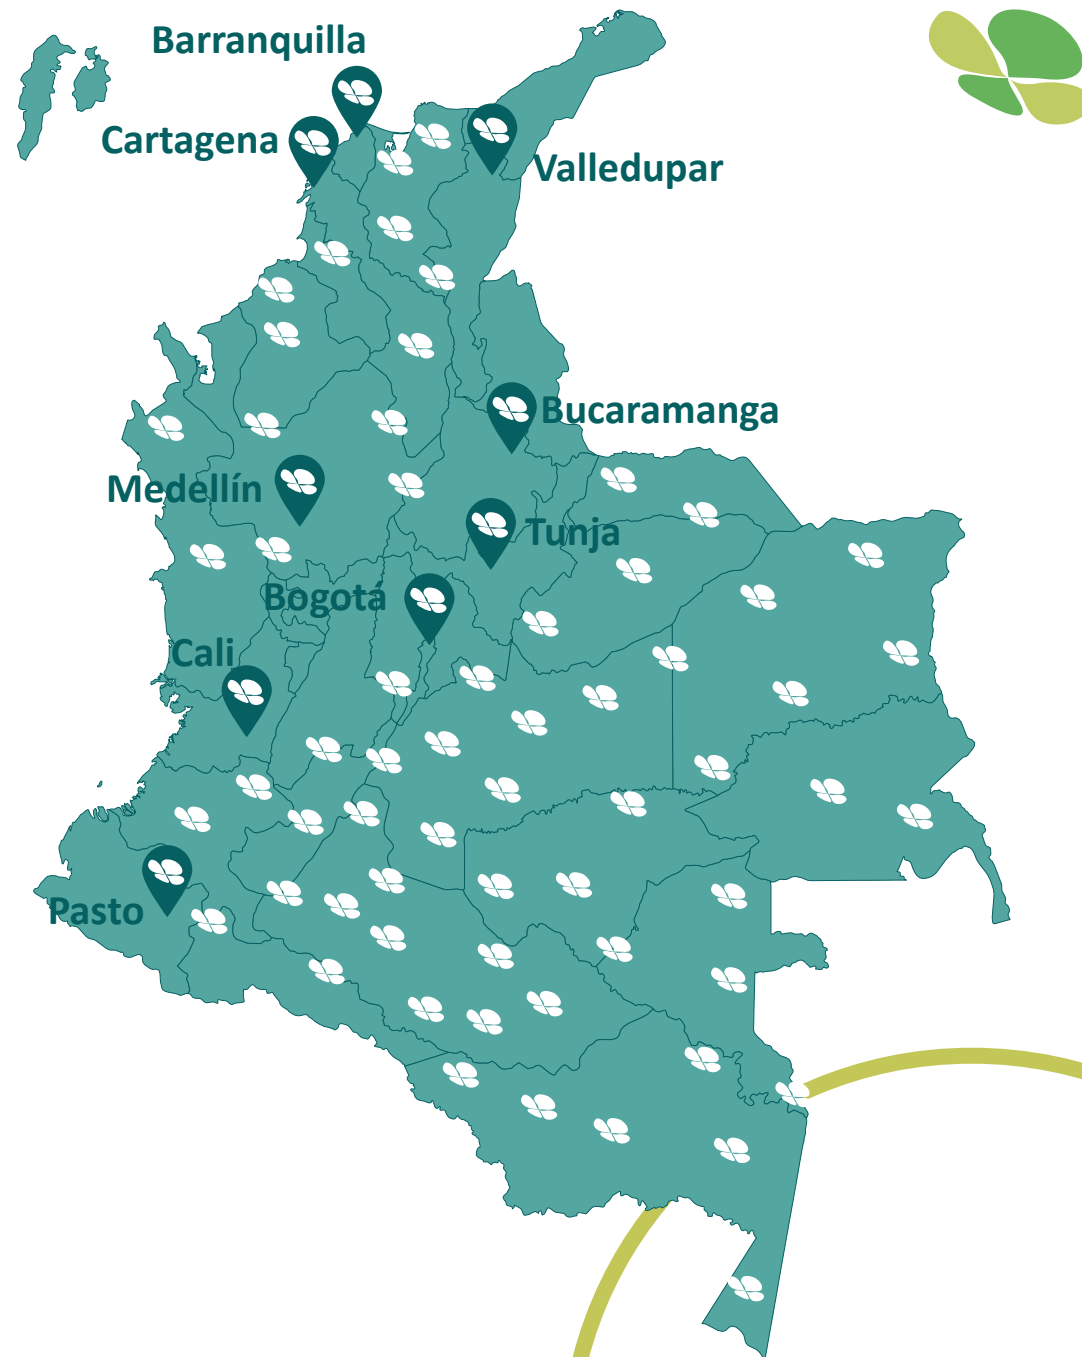 Barranquilla
Cartagena
Valledupar
Bucaramanga
Medellín
Tunja
Bogotá
Cali
Pasto